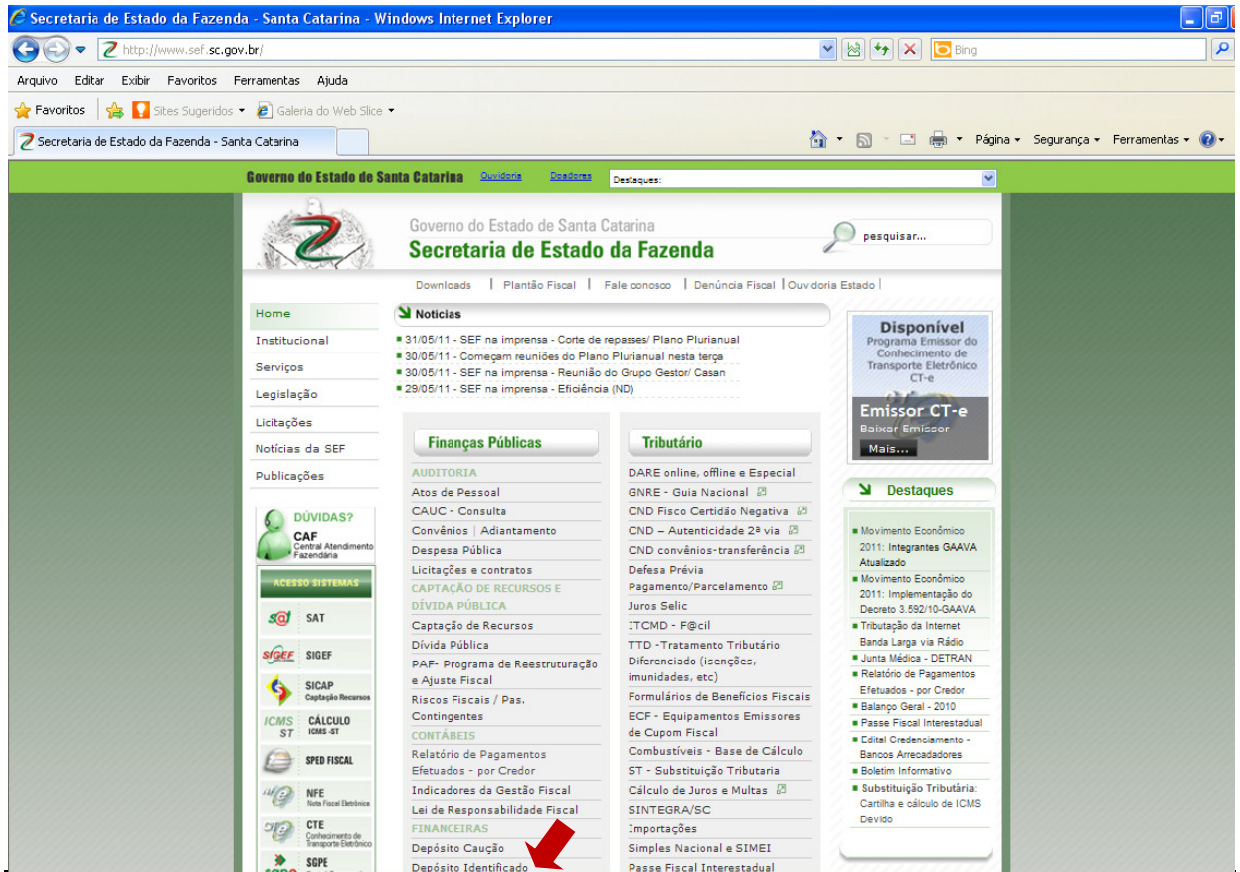 Secretaria de Estado da Fazenda - Santa Catarina - Windows Internet Explorer
http://www.sef.sc.gov.br/
Bing
Arquivo Editar Exibir Favoritos Ferramentas Ajuda
Favoritos Sites Sugeridos Galeria do Web Slice
Secretaria de Estado da Fazenda - Santa Catarina
Página Segurança Ferramentas
Governo do Estado de Santa Catarina Ouvidoria Doadores Destaques:
Governo do Estado de Santa Catarina
Secretaria de Estado da Fazenda
pesquisar...
Downloads | Plantão Fiscal | Fale conosco | Denúncia Fiscal | Ouvidoria Estado |
Home
Institucional
Serviços
Legislação
Licitações
Notícias da SEF
Publicações
DÚVIDAS?
CAF
Central Atendimento
Fazendária
ACESSO SISTEMAS
s@t SAT
SIGEF SIGEF
SICAP
Captação Recursos
ICMS ST CÁLCULO
ICMS -ST
SPED FISCAL
NFE
Nota Fiscal Eletrônica
CTE
Conhecimento de
Transporte Eletrônico
SGPE
Noticias
31/05/11 - SEF na imprensa - Corte de repasses/ Plano Plurianual
30/05/11 - Começam reuniões do Plano Plurianual nesta terça
30/05/11 - SEF na imprensa - Reunião do Grupo Gestor/ Casan
29/05/11 - SEF na imprensa - Eficiência (ND)
Finanças Públicas
AUDITORIA
Atos de Pessoal
CAUC - Consulta
Convênios | Adiantamento
Despesa Pública
Licitações e contratos
CAPTAÇÃO DE RECURSOS E
DÍVIDA PÚBLICA
Captação de Recursos
Dívida Pública
PAF- Programa de Reestruturação
e Ajuste Fiscal
Riscos Fiscais / Pas.
Contingentes
CONTÁBEIS
Relatório de Pagamentos
Efetuados - por Credor
Indicadores da Gestão Fiscal
Lei de Responsabilidade Fiscal
FINANCEIRAS
Depósito Caução
Depósito Identificado
Tributário
DARE online, offline e Especial
GNRE - Guia Nacional
CND Fisco Certidão Negativa
CND – Autenticidade 2ª via
CND convênios-transferência
Defesa Prévia
Pagamento/Parcelamento
Juros Selic
ITCMD - F@cil
TTD -Tratamento Tributário
Diferenciado (isenções,
imunidades, etc)
Formulários de Benefícios Fiscais
ECF - Equipamentos Emissores
de Cupom Fiscal
Combustíveis - Base de Cálculo
ST - Substituição Tributaria
Cálculo de Juros e Multas
SINTEGRA/SC
Importações
Simples Nacional e SIMEI
Passe Fiscal Interestadual
Disponível
Programa Emissor do
Conhecimento de
Transporte Eletrônico
CT-e
Emissor CT-e
Baixar Emissor
Mais...
Destaques
Movimento Econômico
2011: Integrantes GAAVA
Atualizado
Movimento Econômico
2011: Implementação do
Decreto 3.592/10-GAAVA
Tributação da Internet
Banda Larga via Rádio
Junta Médica - DETRAN
Relatório de Pagamentos
Efetuados - por Credor
Balanço Geral - 2010
Passe Fiscal Interestadual
Edital Credenciamento -
Bancos Arrecadadores
Boletim Informativo
Substituição Tributária:
Cartilha e cálculo de ICMS
Devido